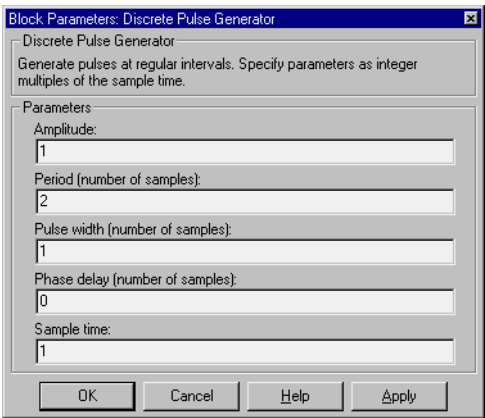 Block Parameters: Discrete Pulse Generator
Discrete Pulse Generator
Generate pulses at regular intervals. Specify parameters as integer
multiples of the sample time.
Parameters
Amplitude:
1
Period (number of samples):
2
Pulse width (number of samples):
1
Phase delay (number of samples):
0
Sample time:
1
OK Cancel Help Apply